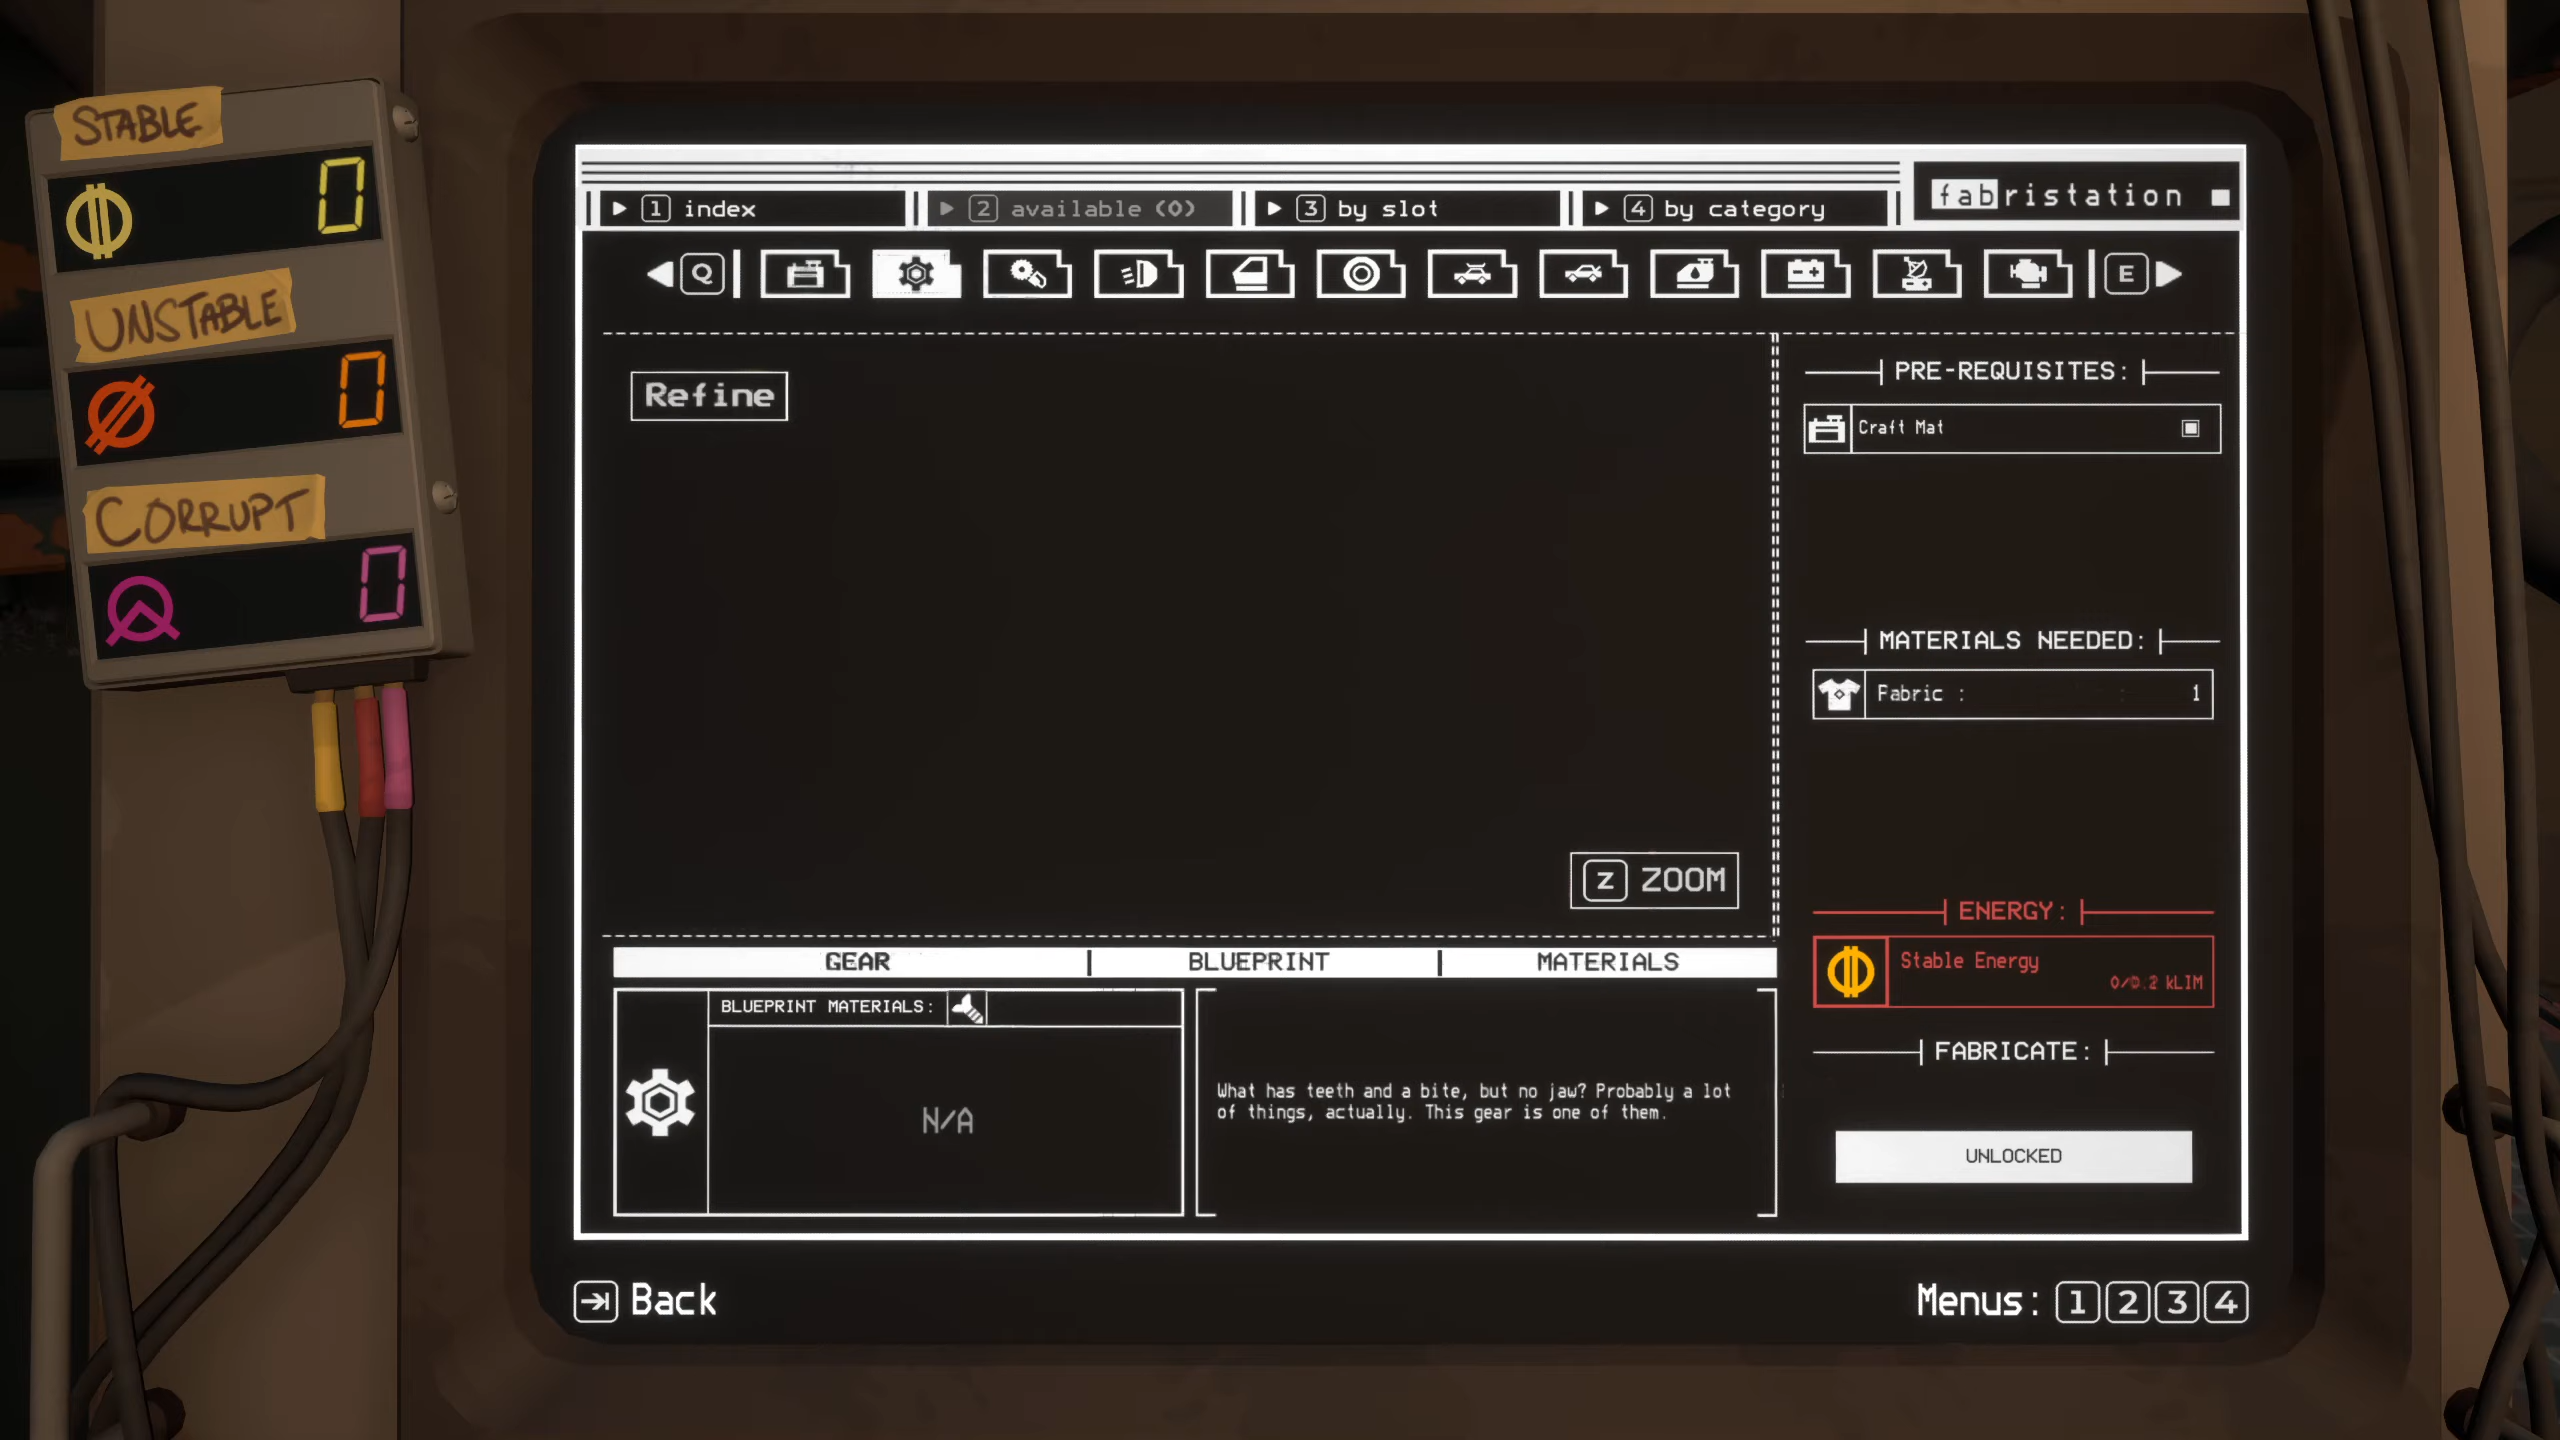 STABLE
0
UNSTABLE
0
CORRUPT
0
1 index
2 available (0)
3 by slot
4 by category
fabristation
Q
E
Refine
Z ZOOM
PRE-REQUISITES:
Craft Mat
MATERIALS NEEDED:
Fabric : 1
ENERGY:
Stable Energy
0/0.2 kLIM
FABRICATE:
UNLOCKED
GEAR
BLUEPRINT
MATERIALS
BLUEPRINT MATERIALS:
N/A
What has teeth and a bite, but no jaw? Probably a lot
of things, actually. This gear is one of them.
Back
Menus: 1 2 3 4